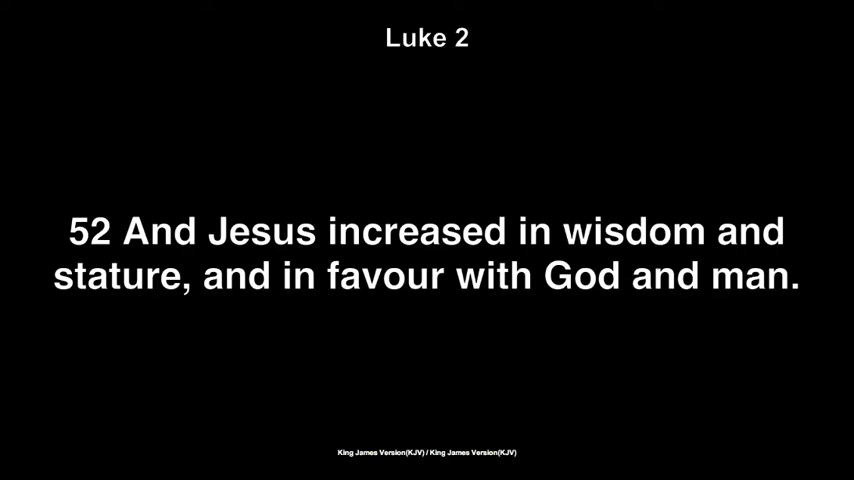 Luke 2
52 And Jesus increased in wisdom and
stature, and in favour with God and man.
King James Version(KJV) / King James Version(KJV)